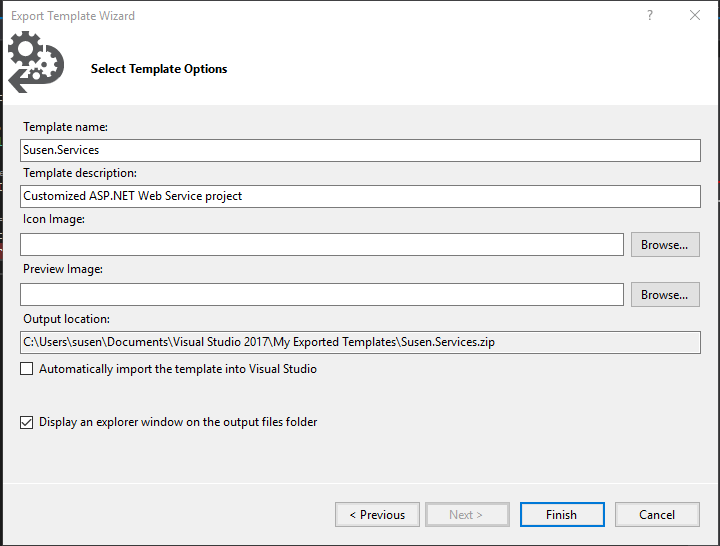 Export Template Wizard
?
Select Template Options
Template name:
Susen.Services
Template description:
Customized ASP.NET Web Service project
Icon Image:
Browse...
Preview Image:
Browse...
Output location:
C:\Users\susen\Documents\Visual Studio 2017\My Exported Templates\Susen.Services.zip
Automatically import the template into Visual Studio
Display an explorer window on the output files folder
< Previous Next > Finish Cancel